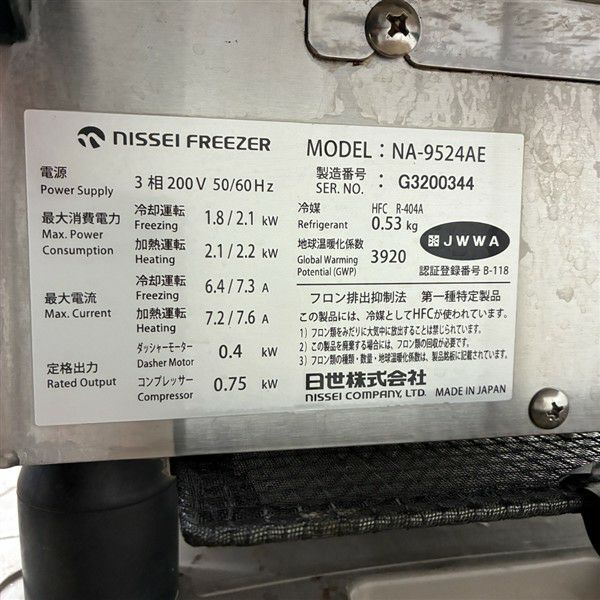 NISSEI FREEZER
MODEL : NA-9524AE
電源
Power Supply
3 相 200 V 50/60 Hz
製造番号
SER. NO. : G3200344
最大消費電力
Max. Power
Consumption
冷却運転
Freezing
1.8 / 2.1 kW
加熱運転
Heating
2.1 / 2.2 kW
冷媒
Refrigerant
HFC R-404A
0.53 kg
地球温暖化係数
Global Warming
Potential (GWP)
3920
JWWA
認証登録番号 B-118
最大電流
Max. Current
冷却運転
Freezing
6.4 / 7.3 A
加熱運転
Heating
7.2 / 7.6 A
定格出力
Rated Output
ダッシャーモーター
Dasher Motor
0.4 kW
コンプレッサー
Compressor
0.75 kW
フロン排出抑制法 第一種特定製品
この製品には、冷媒としてHFCが使われています。
1) フロン類をみだりに大気中に放出することは禁じられています。
2) この製品を廃棄する場合には、フロン類の回収が必要です。
3) フロン類の種類・数量・地球温暖化係数は、製品銘板に記載されています。
日世株式会社
NISSEI COMPANY, LTD.
MADE IN JAPAN